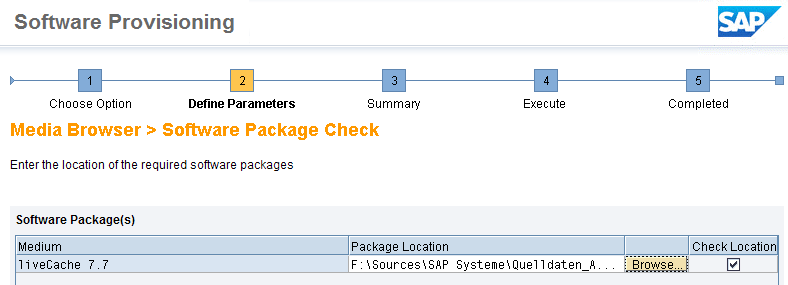 Software Provisioning
SAP
1 2 3 4 5
Choose Option Define Parameters Summary Execute Completed
Media Browser > Software Package Check
Enter the location of the required software packages
Software Package(s)
Medium Package Location Check Location
liveCache 7.7 F:\Sources\SAP Systeme\Quelldaten_A... Browse...